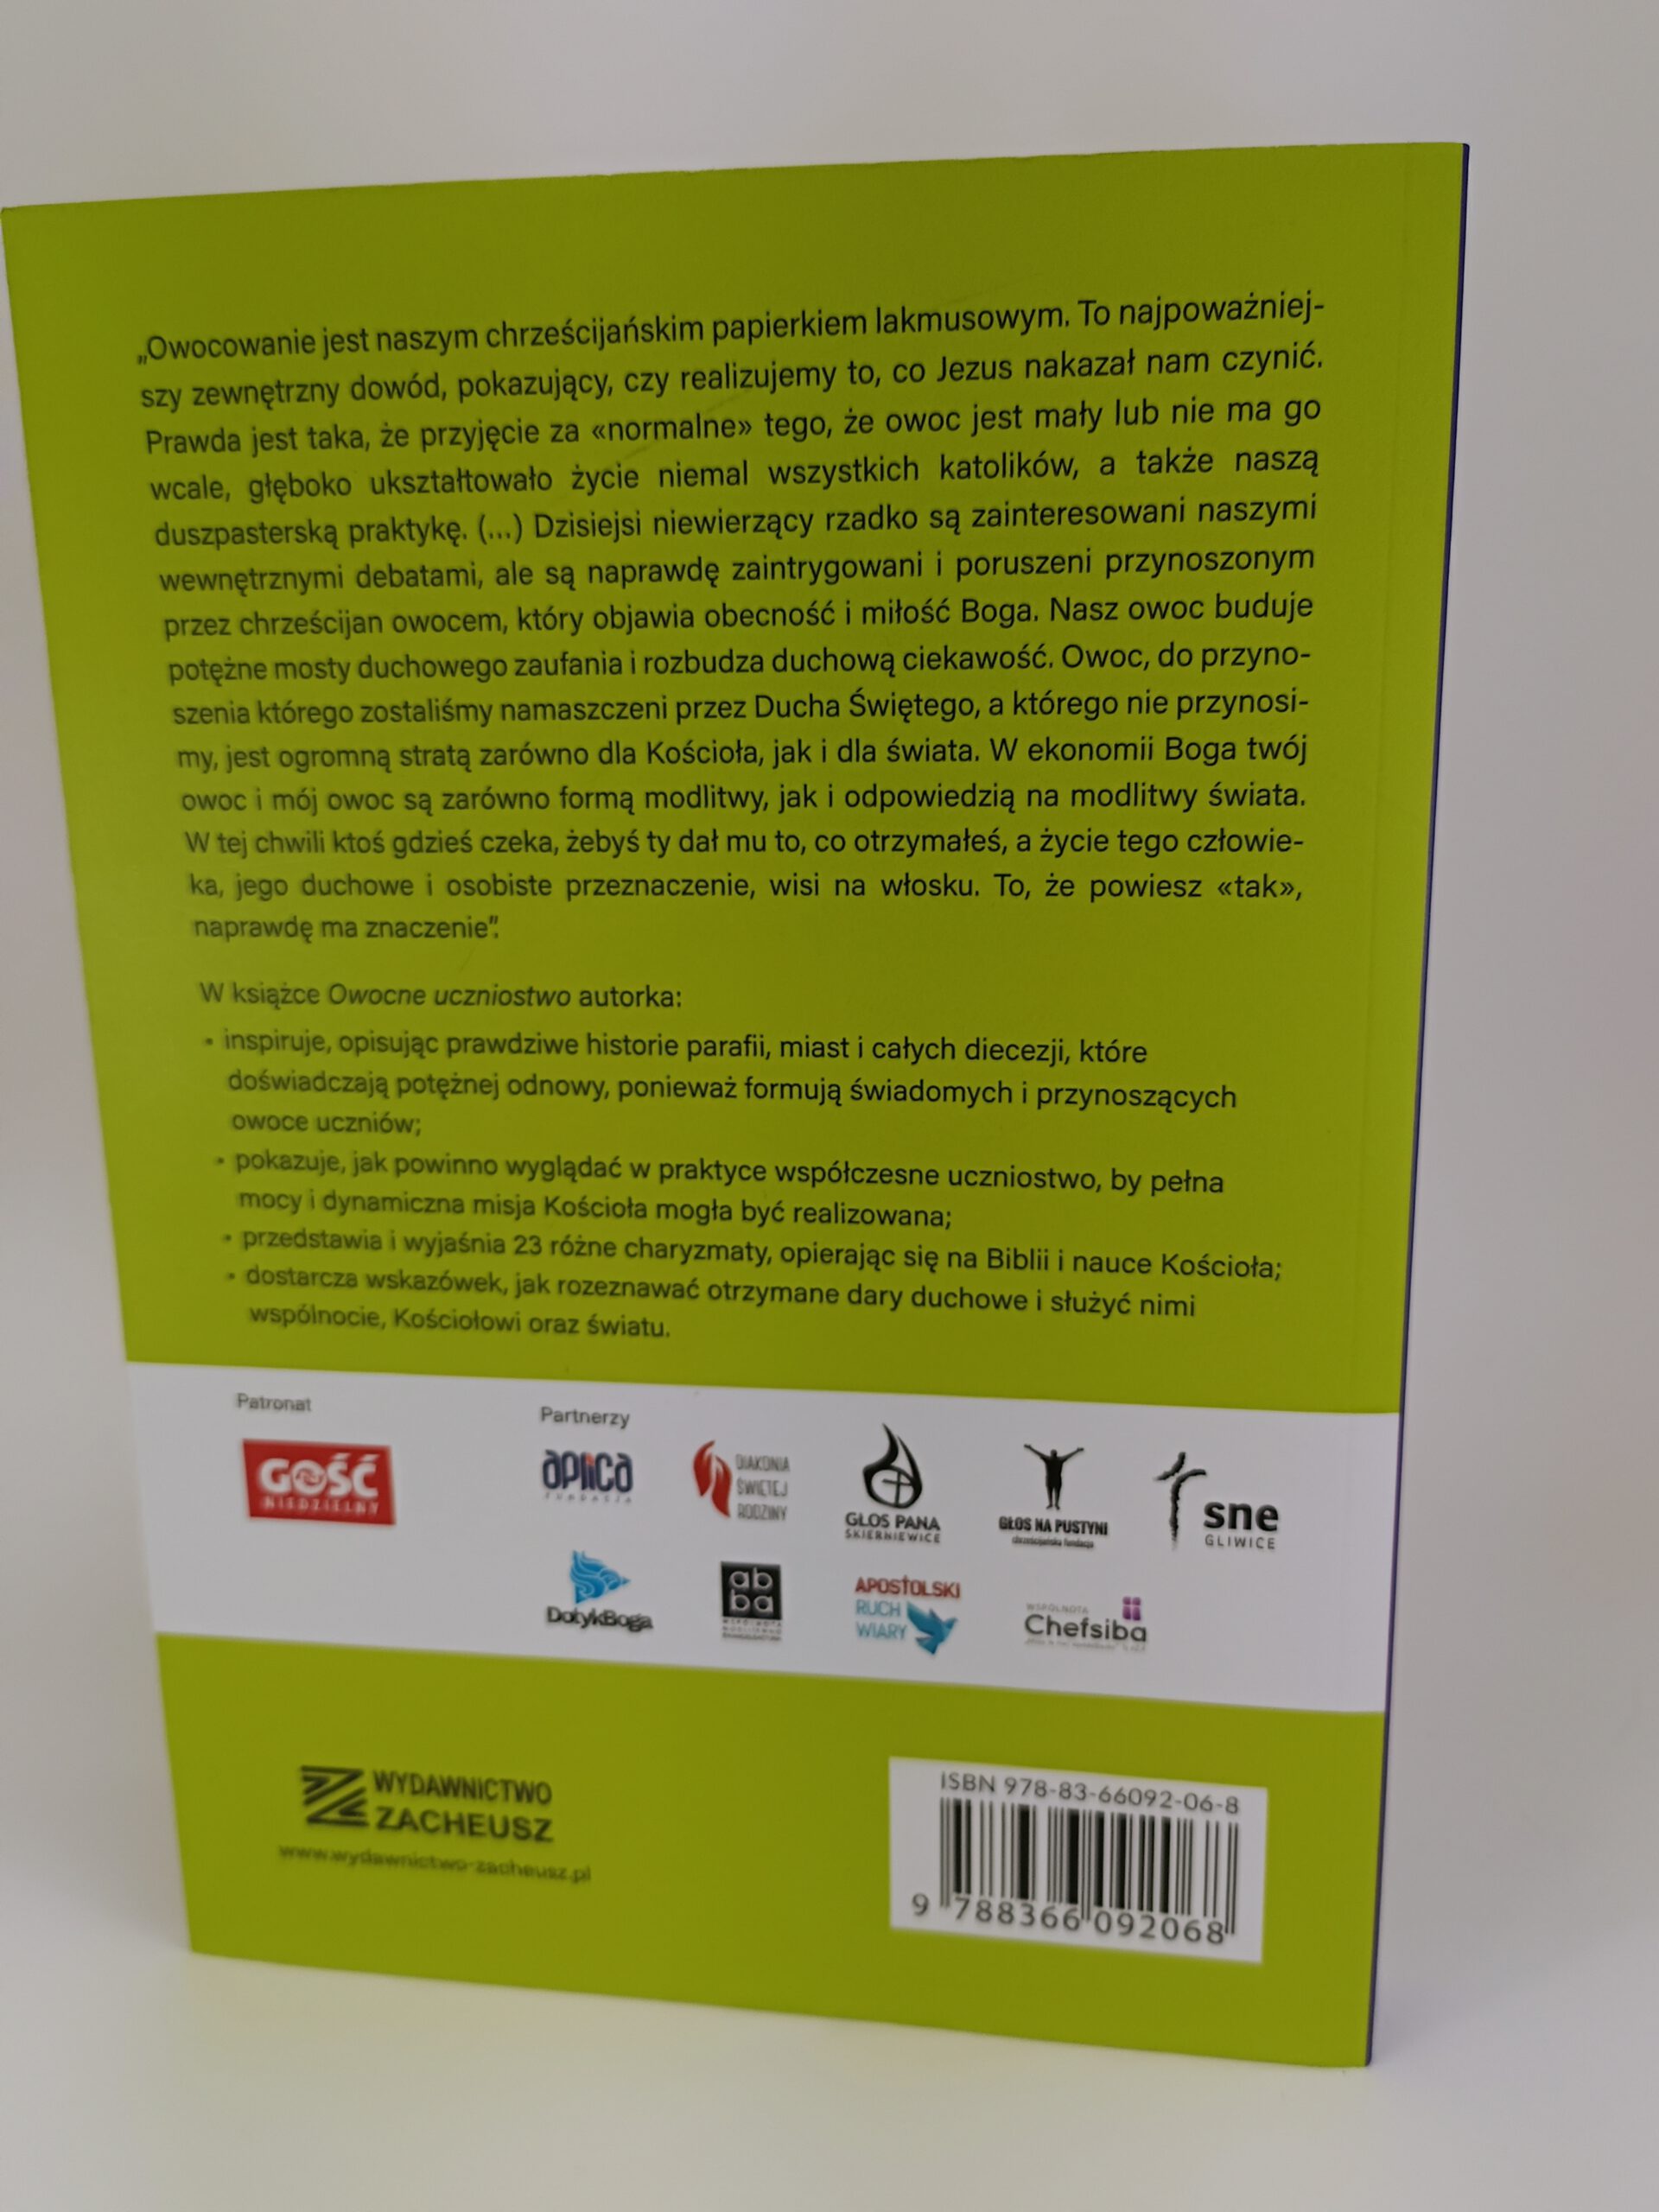 „Owocowanie jest naszym chrześcijańskim papierkiem lakmusowym. To najpoważniej-
szy zewnętrzny dowód, pokazujący, czy realizujemy to, co Jezus nakazał nam czynić.
Prawda jest taka, że przyjęcie za «normalne» tego, że owoc jest mały lub nie ma go
wcale, głęboko ukształtowało życie niemal wszystkich katolików, a także naszą
duszpasterską praktykę. (...) Dzisiejsi niewierzący rzadko są zainteresowani naszymi
wewnętrznymi debatami, ale są naprawdę zaintrygowani i poruszeni przynoszonym
przez chrześcijan owocem, który objawia obecność i miłość Boga. Nasz owoc buduje
potężne mosty duchowego zaufania i rozbudza duchową ciekawość. Owoc, do przyno-
szenia którego zostaliśmy namaszczeni przez Ducha Świętego, a którego nie przynosi-
my, jest ogromną stratą zarówno dla Kościoła, jak i dla świata. W ekonomii Boga twój
owoc i mój owoc są zarówno formą modlitwy, jak i odpowiedzią na modlitwy świata.
W tej chwili ktoś gdzieś czeka, żebyś ty dał mu to, co otrzymałeś, a życie tego człowie-
ka, jego duchowe i osobiste przeznaczenie, wisi na włosku. To, że powiesz «tak»,
naprawdę ma znaczenie”.
W książce Owocne uczniostwo autorka:
• inspiruje, opisując prawdziwe historie parafii, miast i całych diecezji, które
doświadczają potężnej odnowy, ponieważ formują świadomych i przynoszących
owoce uczniów;
• pokazuje, jak powinno wyglądać w praktyce współczesne uczniostwo, by pełna
mocy i dynamiczna misja Kościoła mogła być realizowana;
• przedstawia i wyjaśnia 23 różne charyzmaty, opierając się na Biblii i nauce Kościoła;
• dostarcza wskazówek, jak rozeznawać otrzymane dary duchowe i służyć nimi
wspólnocie, Kościołowi oraz światu.
Patronat
GOŚĆ
NIEDZIELNY
Partnerzy
aplica
FUNDACJA
DIAKONIA
ŚWIĘTEJ
RODZINY
GŁOS PANA
SKIERNIEWICE
GŁOS NA PUSTYNI
chrześcijańska fundacja
sne
GLIWICE
DotykBoga
ab
ba
WSPÓLNOTA
APOSTOLSKI
RUCH
WIARY
WSPÓLNOTA
Chefsiba
WYDAWNICTWO
ZACHEUSZ
www.wydawnictwo-zacheusz.pl
ISBN 978-83-66092-06-8
9 788366 092068